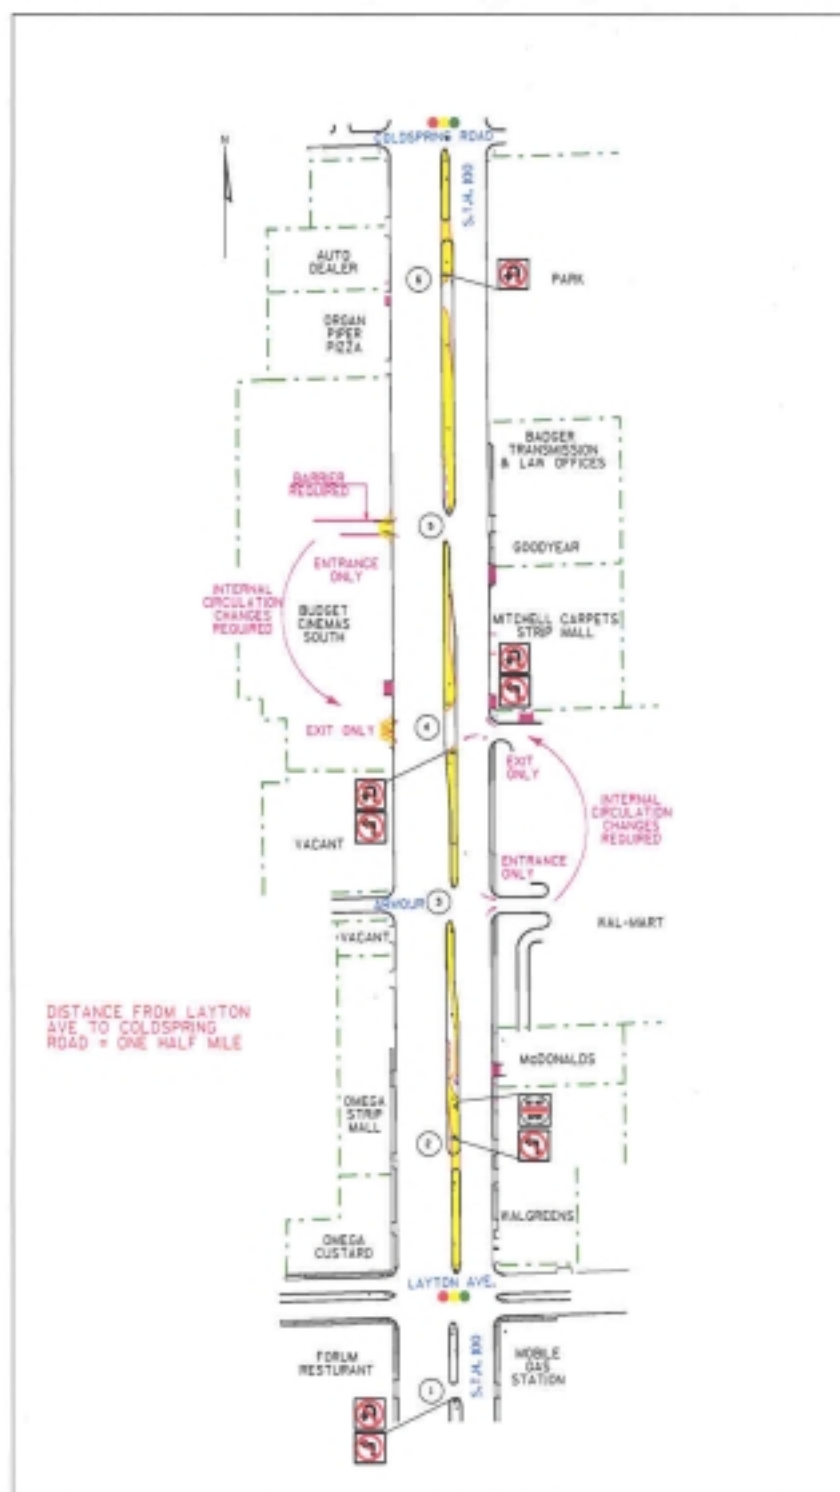 COLDSPRING ROAD
N
S.T.H. 100
AUTO
DEALER
6
PARK
ORGAN
PIPER
PIZZA
BADGER
TRANSMISSION
& LAW OFFICES
BARRIER
REQUIRED
5
GOODYEAR
ENTRANCE
ONLY
INTERNAL
CIRCULATION
CHANGES
REQUIRED
BUDGET
CINEMAS
SOUTH
MITCHELL CARPETS
STRIP MALL
EXIT ONLY
4
EXIT
ONLY
INTERNAL
CIRCULATION
CHANGES
REQUIRED
VACANT
ENTRANCE
ONLY
ARMOUR
3
WAL-MART
VACANT
DISTANCE FROM LAYTON
AVE TO COLDSPRING
ROAD = ONE HALF MILE
McDONALDS
OMEGA
STRIP
MALL
2
WALGREENS
OMEGA
CUSTARD
LAYTON AVE.
FORUM
RESTURANT
S.T.H. 100
MOBILE
GAS
STATION
1